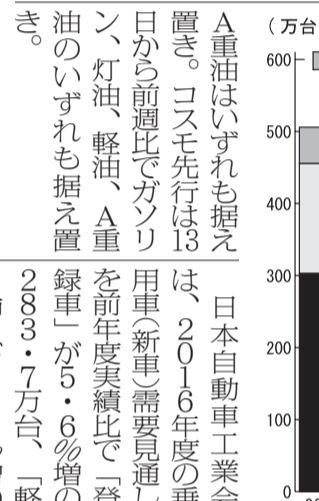 A重油はいずれも据え
置き。コスモ先行は13
日から前週比でガソリ
ン、灯油、軽油、A重
油のいずれも据え置
き。
日本自動車工業会
は、2016年度の乗
用車(新車)需要見通し
を前年度実績比で「登
録車」が5・6%増の
283・7万台、「軽
(万台
600
500
400
300
200
100
0